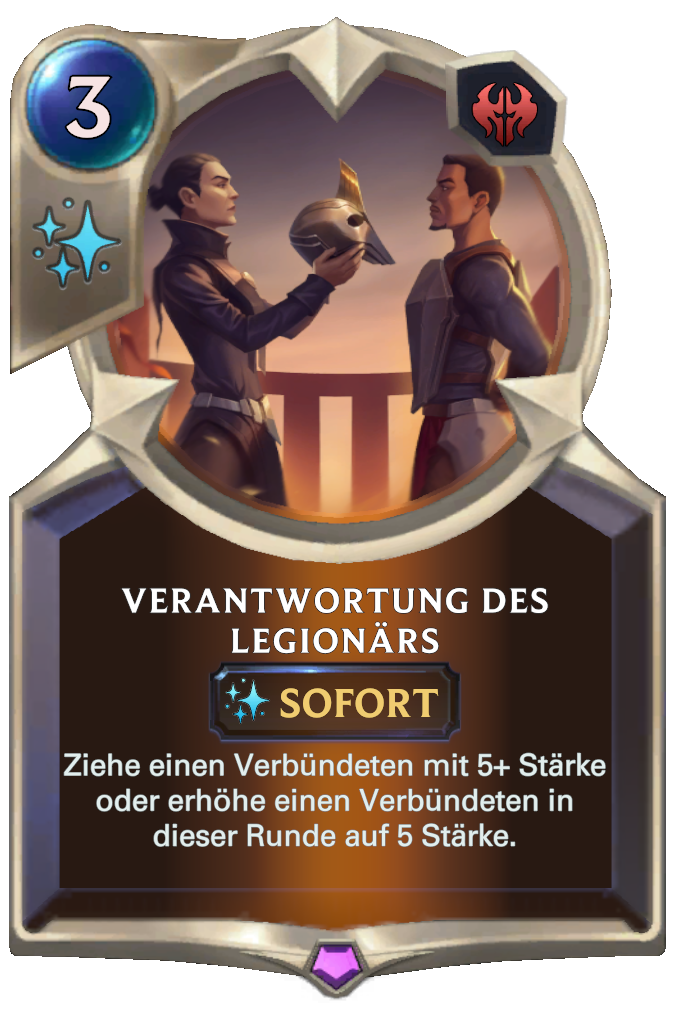 3
VERANTWORTUNG DES
LEGIONÄRS
SOFORT
Ziehe einen Verbündeten mit 5+ Stärke
oder erhöhe einen Verbündeten in
dieser Runde auf 5 Stärke.